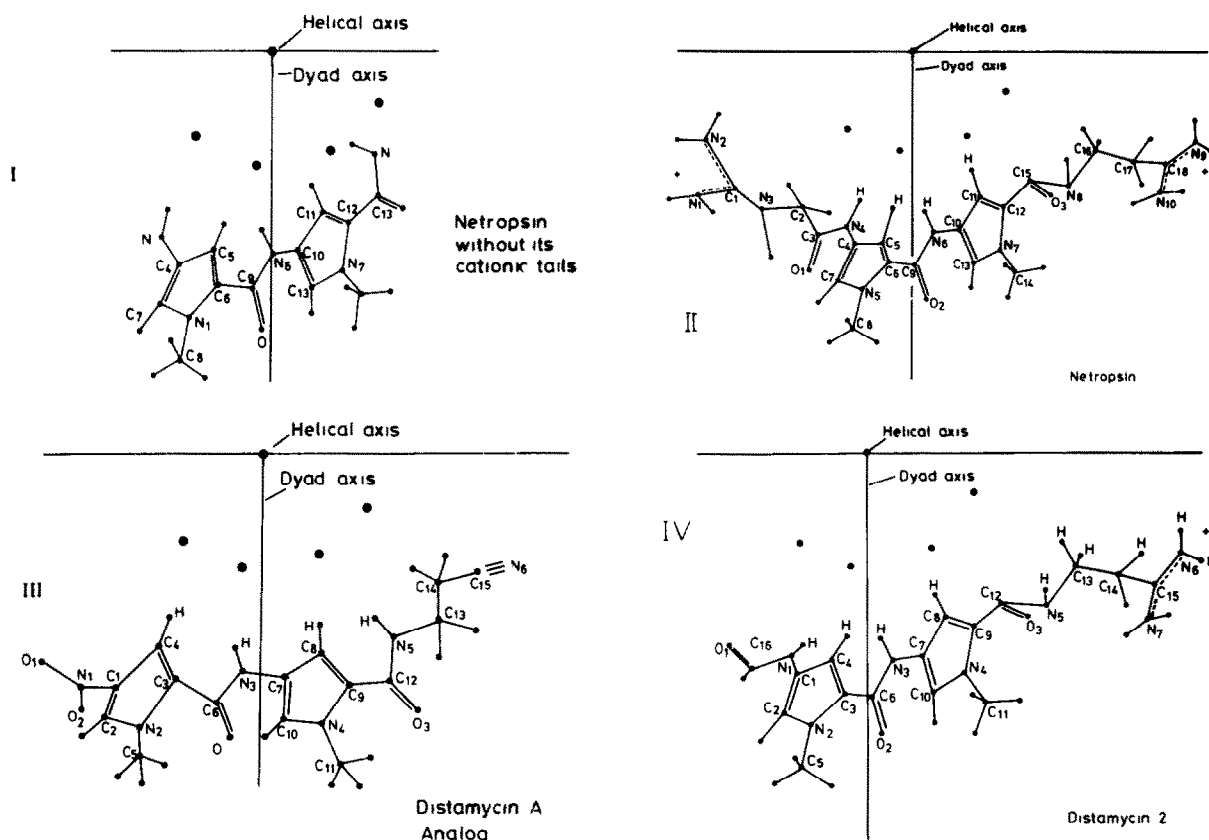 Helical axis
Dyad axis
I
N
N
C11
C12
C13
C5
N6
C10
C4
C9
N7
C6
C13
C7
N1
O
C8
Netropsin
without its
cationic tails
Helical axis
Dyad axis
N2
+
N1
C1
N3
H
H
C2
C3
N4
C4
C5
O1
C7
C6
C9
N5
O2
C8
H
N6
H
C11
C10
C12
C15
O3
N8
C16
C17
C18
N9
+
N10
N7
C13
C14
II
Netropsin
Helical axis
Dyad axis
III
H
C4
O1
N1
C1
C3
O2
C2
N2
C5
H
N3
C6
O
H
C8
C7
C9
C10
N4
C11
H
N5
C12
O3
C14
C15
N6
C13
Distamycin A
Analog
Helical axis
Dyad axis
IV
O1
C16
H
N1
C1
H
C4
C2
C3
N2
C5
H
N3
C6
O2
H
C8
C7
C9
C10
N4
C11
C12
O3
H
N5
H
H
C13
H
C14
C15
H
N6
+
H
N7
Distamycin 2